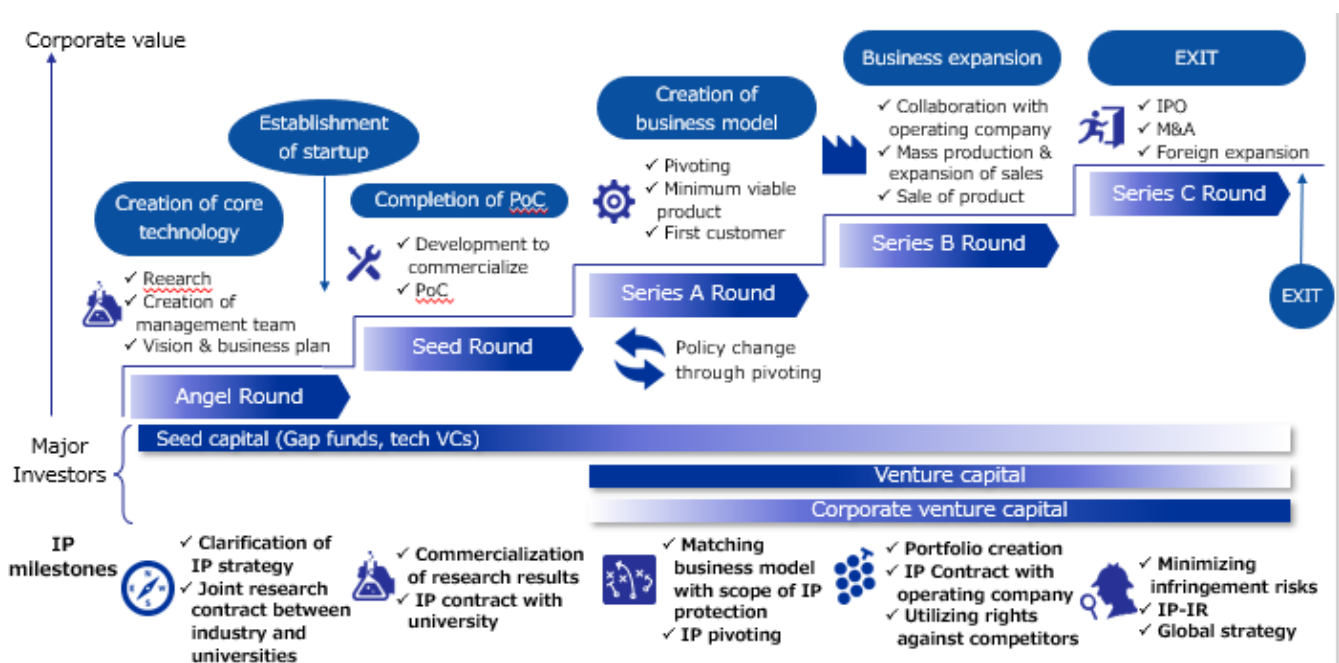 Corporate value
Establishment
of startup
Creation of core
technology
✓ Reearch
✓ Creation of
management team
✓ Vision & business plan
Angel Round
Completion of PoC
✓ Development to
commercialize
✓ PoC
Seed Round
Creation of
business model
✓ Pivoting
✓ Minimum viable
product
✓ First customer
Series A Round
Policy change
through pivoting
Business expansion
✓ Collaboration with
operating company
✓ Mass production &
expansion of sales
✓ Sale of product
Series B Round
EXIT
✓ IPO
✓ M&A
✓ Foreign expansion
Series C Round
EXIT
Major
Investors
Seed capital (Gap funds, tech VCs)
Venture capital
Corporate venture capital
IP
milestones
✓ Clarification of
IP strategy
✓ Joint research
contract between
industry and
universities
✓ Commercialization
of research results
✓ IP contract with
university
✓ Matching
business model
with scope of IP
protection
✓ IP pivoting
✓ Portfolio creation
✓ IP Contract with
operating company
✓ Utilizing rights
against competitors
✓ Minimizing
infringement risks
✓ IP-IR
✓ Global strategy